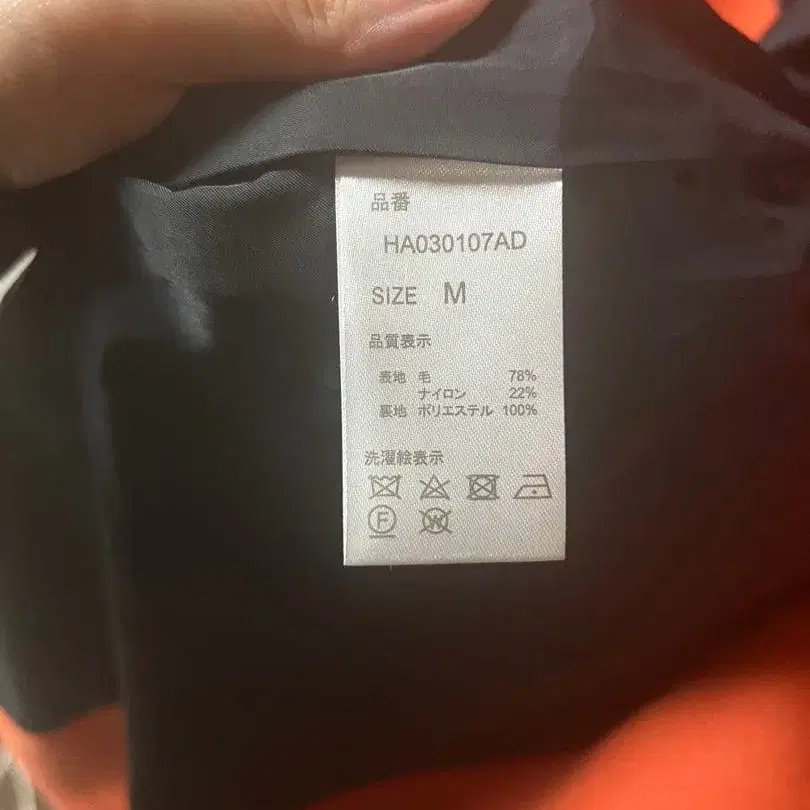 品番
HA030107AD
SIZE M
品質表示
表地 毛 78%
ナイロン 22%
裏地 ポリエステル 100%
洗濯絵表示
F W